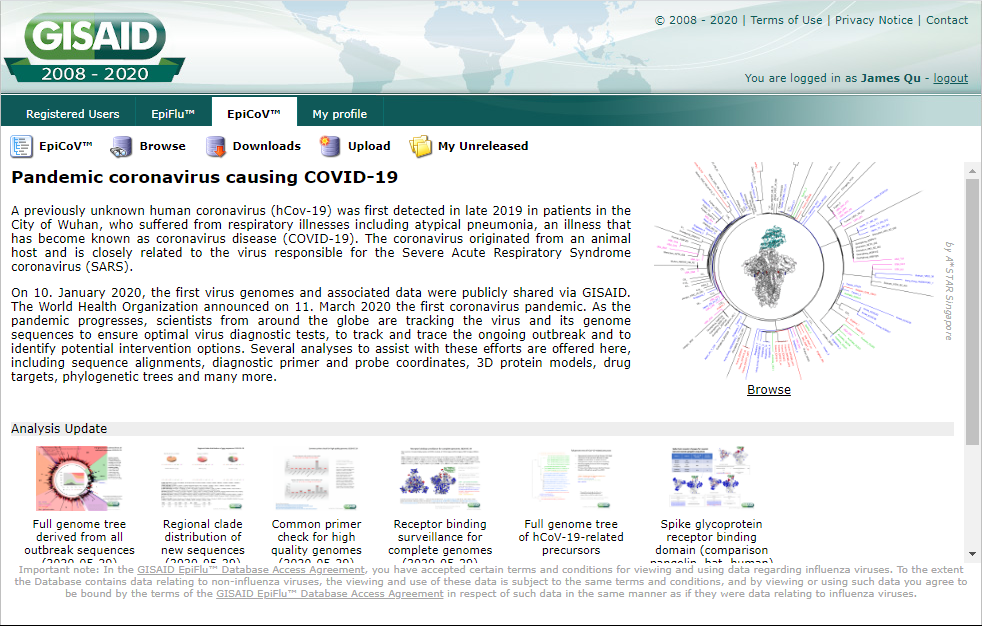 GISAID
2008 - 2020
© 2008 - 2020 | Terms of Use | Privacy Notice | Contact
You are logged in as James Qu - logout
Registered Users EpiFlu™ EpiCoV™ My profile
EpiCoV™ Browse Downloads Upload My Unreleased
Pandemic coronavirus causing COVID-19
A previously unknown human coronavirus (hCov-19) was first detected in late 2019 in patients in the
City of Wuhan, who suffered from respiratory illnesses including atypical pneumonia, an illness that
has become known as coronavirus disease (COVID-19). The coronavirus originated from an animal
host and is closely related to the virus responsible for the Severe Acute Respiratory Syndrome
coronavirus (SARS).
On 10. January 2020, the first virus genomes and associated data were publicly shared via GISAID.
The World Health Organization announced on 11. March 2020 the first coronavirus pandemic. As the
pandemic progresses, scientists from around the globe are tracking the virus and its genome
sequences to ensure optimal virus diagnostic tests, to track and trace the ongoing outbreak and to
identify potential intervention options. Several analyses to assist with these efforts are offered here,
including sequence alignments, diagnostic primer and probe coordinates, 3D protein models, drug
targets, phylogenetic trees and many more.
by A*STAR Singapore
Browse
Analysis Update
Full genome tree
derived from all
outbreak sequences
(2020-05-29)
Regional clade
distribution of
new sequences
(2020-05-29)
Common primer
check for high
quality genomes
(2020-05-29)
Receptor binding
surveillance for
complete genomes
(2020-05-29)
Full genome tree
of hCoV-19-related
precursors
Spike glycoprotein
receptor binding
domain (comparison
pangolin, bat, human)
Important note: In the GISAID EpiFlu™ Database Access Agreement, you have accepted certain terms and conditions for viewing and using data regarding influenza viruses. To the extent
the Database contains data relating to non-influenza viruses, the viewing and use of these data is subject to the same terms and conditions, and by viewing or using such data you agree to
be bound by the terms of the GISAID EpiFlu™ Database Access Agreement in respect of such data in the same manner as if they were data relating to influenza viruses.